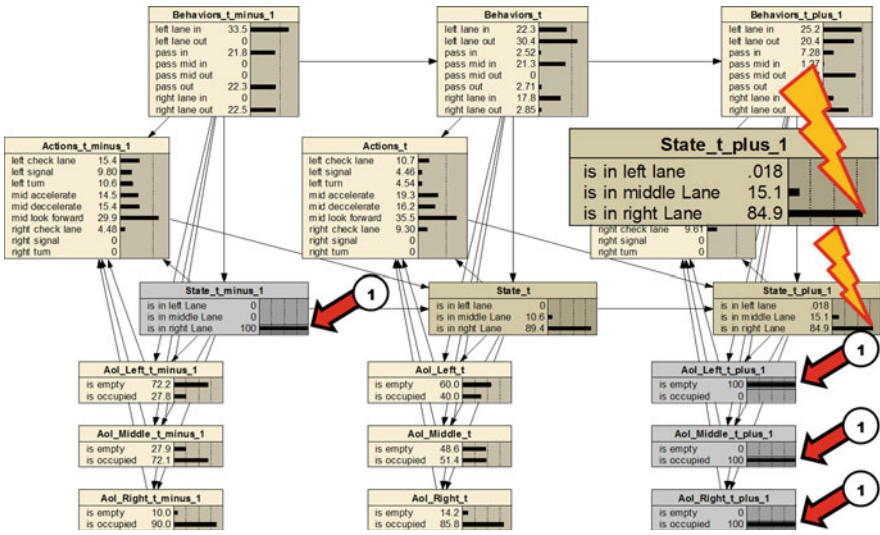 Behaviors_t_minus_1
left lane in 33.5
left lane out 0
pass in 21.8
pass mid in 0
pass mid out 0
pass out 22.3
right lane in 0
right lane out 22.5
Behaviors_t
left lane in 22.3
left lane out 30.4
pass in 2.52
pass mid in 21.3
pass mid out 0
pass out 2.71
right lane in 17.8
right lane out 2.85
Behaviors_t_plus_1
left lane in 25.2
left lane out 20.4
pass in 7.28
pass mid in 1.27
pass mid out
pass out
right lane in
right lane out
Actions_t_minus_1
left check lane 15.4
left signal 9.80
left turn 10.6
mid accelerate 14.5
mid deccelerate 15.4
mid look forward 29.9
right check lane 4.48
right signal 0
right turn 0
Actions_t
left check lane 10.7
left signal 4.46
left turn 4.54
mid accelerate 19.3
mid deccelerate 16.2
mid look forward 35.5
right check lane 9.30
right signal 0
right turn 0
State_t_plus_1
is in left lane .018
is in middle Lane 15.1
is in right Lane 84.9
right check lane 9.61
right signal 0
right turn 0
State_t_minus_1
is in left Lane 0
is in middle Lane 0
is in right Lane 100
1
State_t
is in left Lane 0
is in middle Lane 10.6
is in right Lane 89.4
State_t_plus_1
is in left lane .018
is in middle Lane 15.1
is in right Lane 84.9
AoI_Left_t_minus_1
is empty 72.2
is occupied 27.8
AoI_Left_t
is empty 60.0
is occupied 40.0
AoI_Left_t_plus_1
is empty 100
is occupied 0
1
AoI_Middle_t_minus_1
is empty 27.9
is occupied 72.1
AoI_Middle_t
is empty 48.6
is occupied 51.4
AoI_Middle_t_plus_1
is empty 0
is occupied 100
1
AoI_Right_t_minus_1
is empty 10.0
is occupied 90.0
AoI_Right_t
is empty 14.2
is occupied 85.8
AoI_Right_t_plus_1
is empty 0
is occupied 100
1